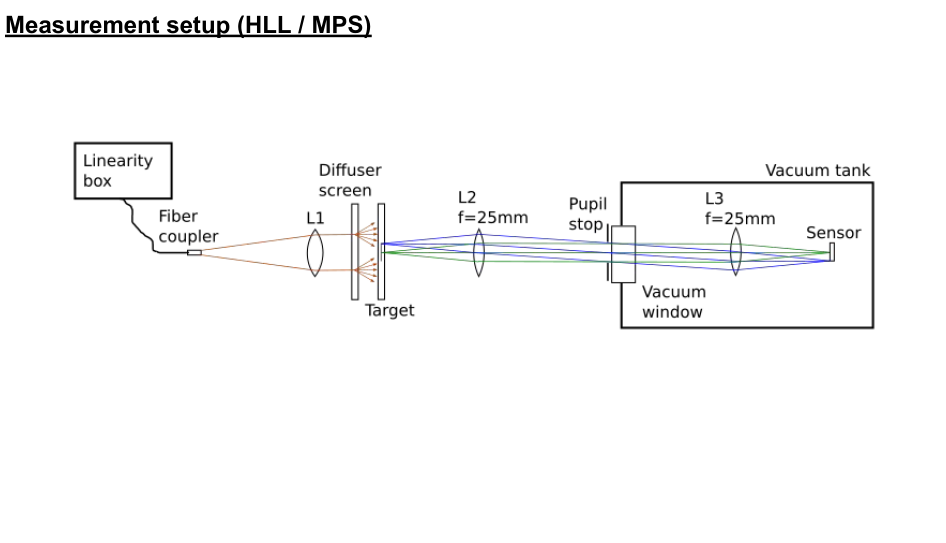 Measurement setup (HLL / MPS)
Linearity
box
Fiber
coupler
L1
Diffuser
screen
Target
L2
f=25mm
Pupil
stop
Vacuum tank
L3
f=25mm
Sensor
Vacuum
window